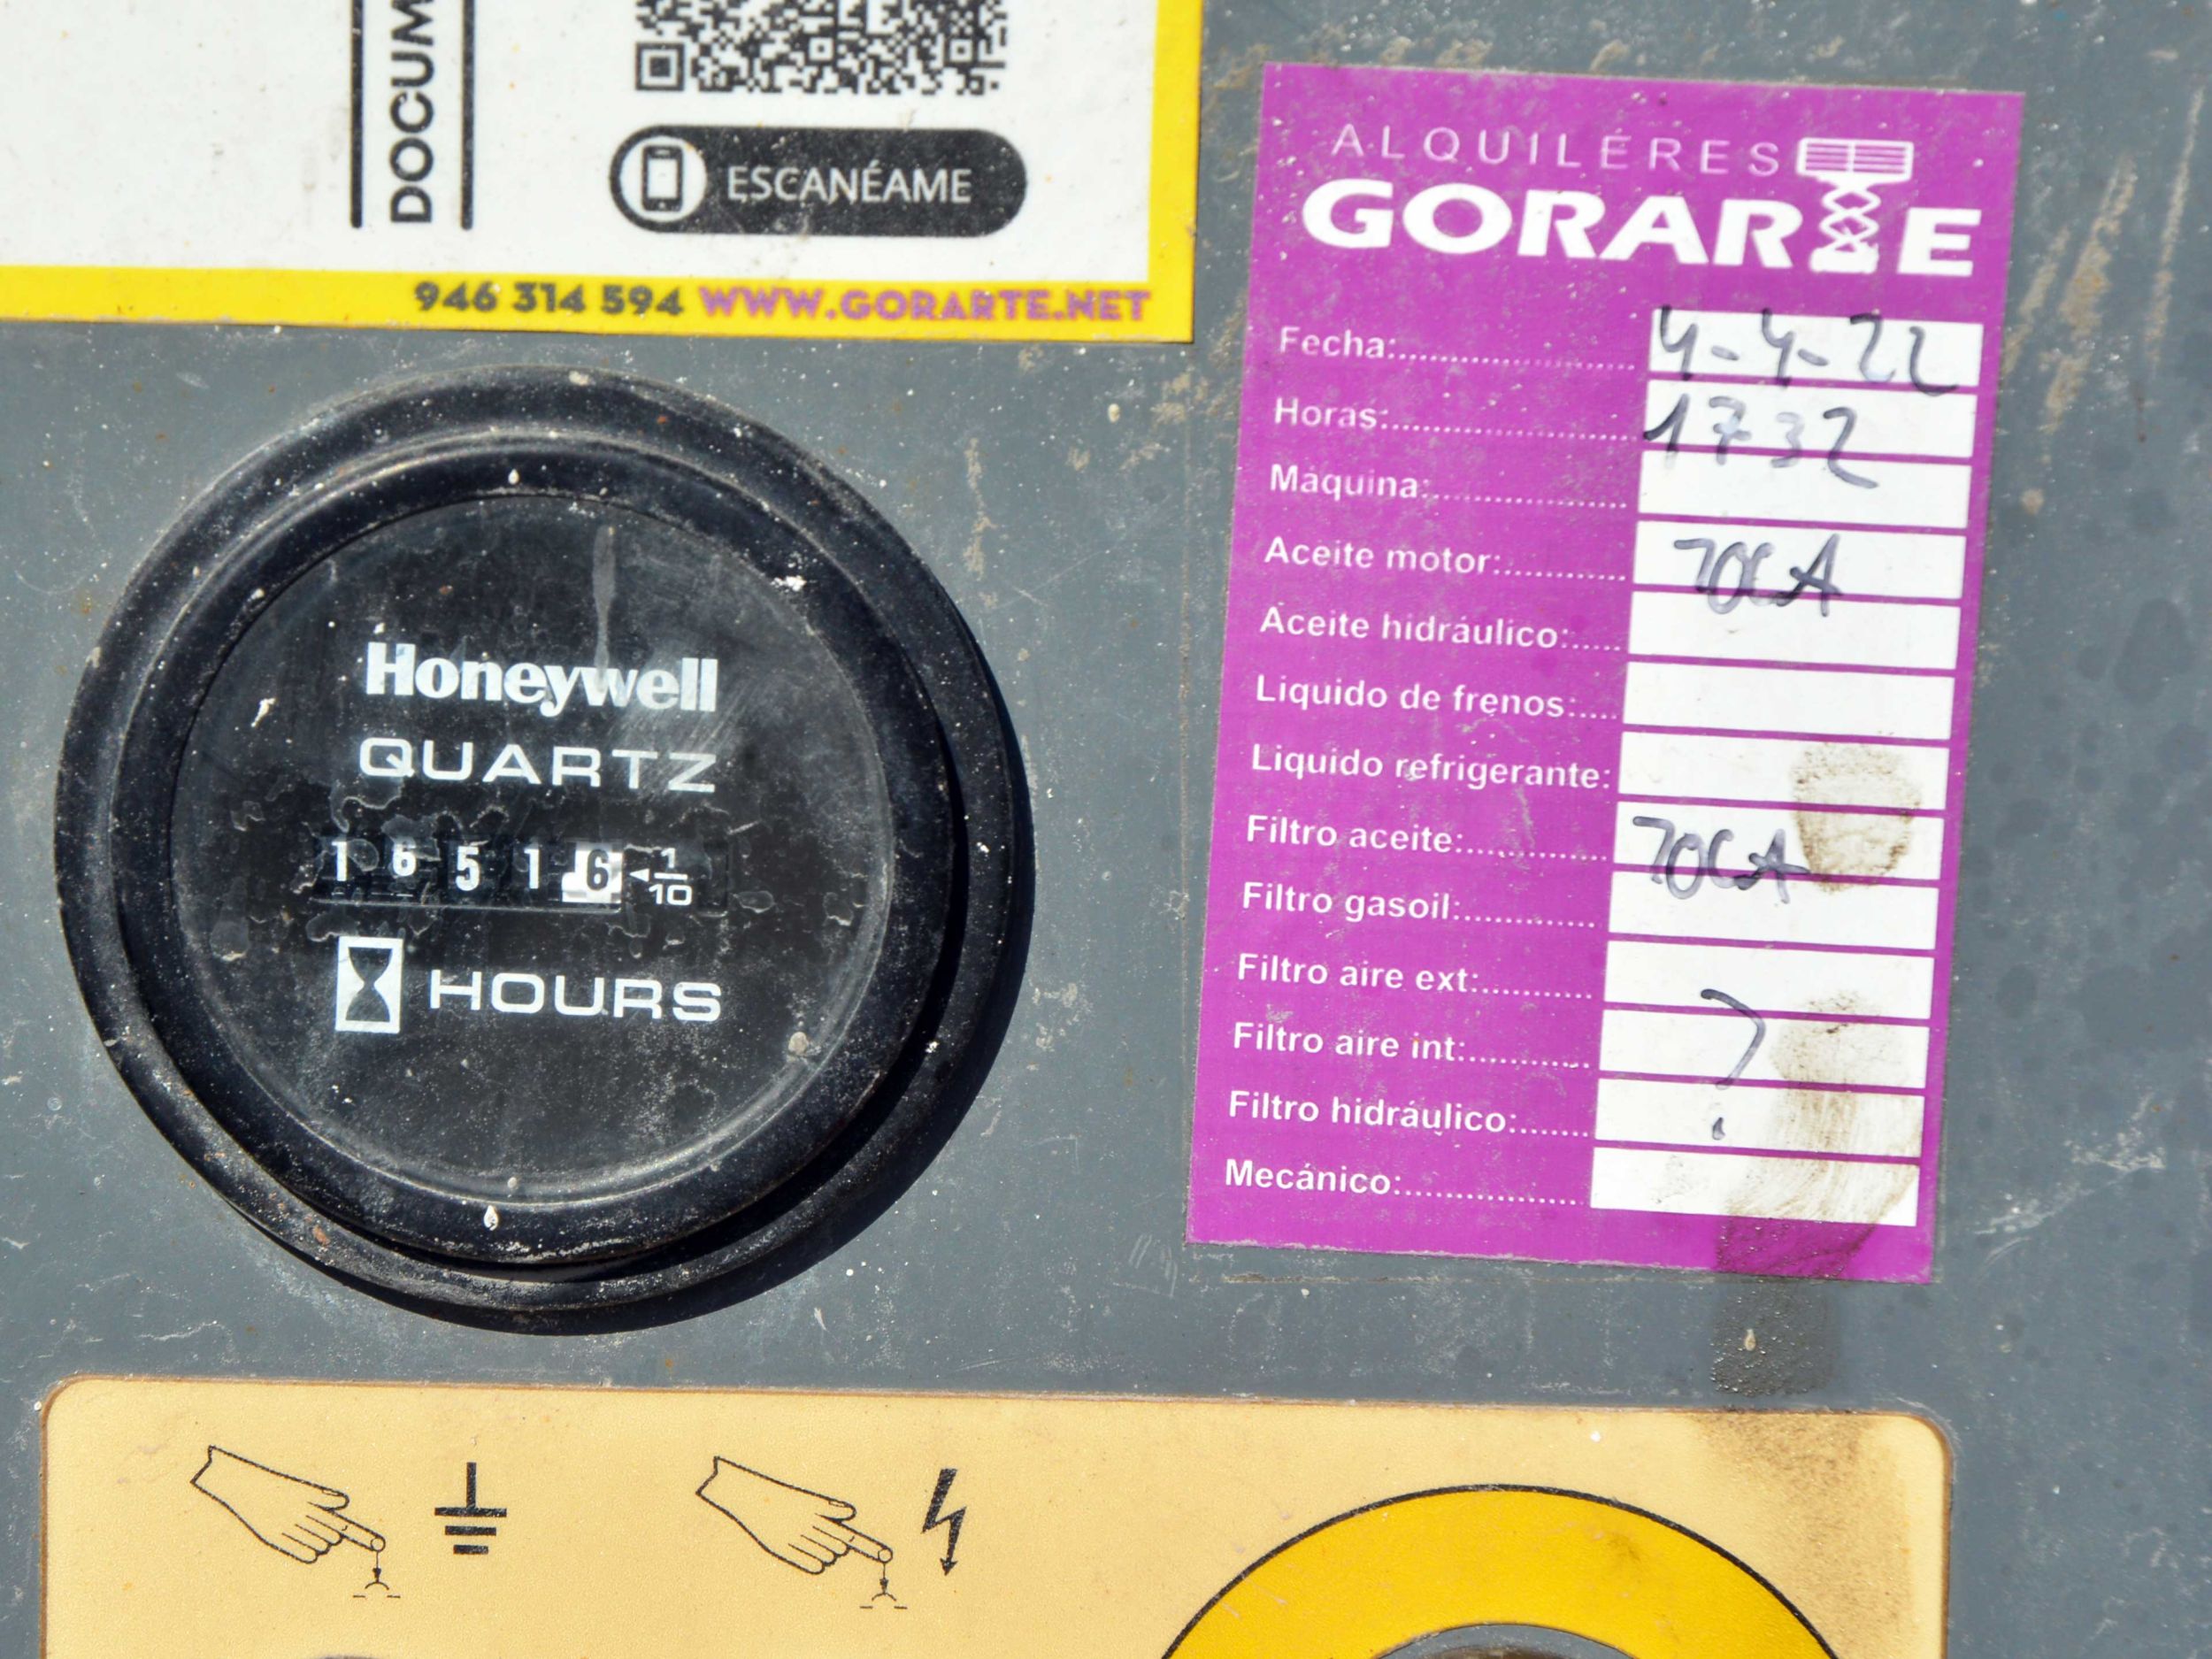 DOCUM
ESCANÉAME
946 314 594 WWW.GORARTE.NET
Honeywell
QUARTZ
1 6 5 1 6 1/10
HOURS
ALQUILERES
GORARTE
Fecha: 4-4-22
Horas: 1732
Maquina:
Aceite motor: TOCA
Aceite hidráulico:
Liquido de frenos:
Liquido refrigerante:
Filtro aceite: TOCA
Filtro gasoil:
Filtro aire ext:
Filtro aire int: ?
Filtro hidráulico:
Mecánico: